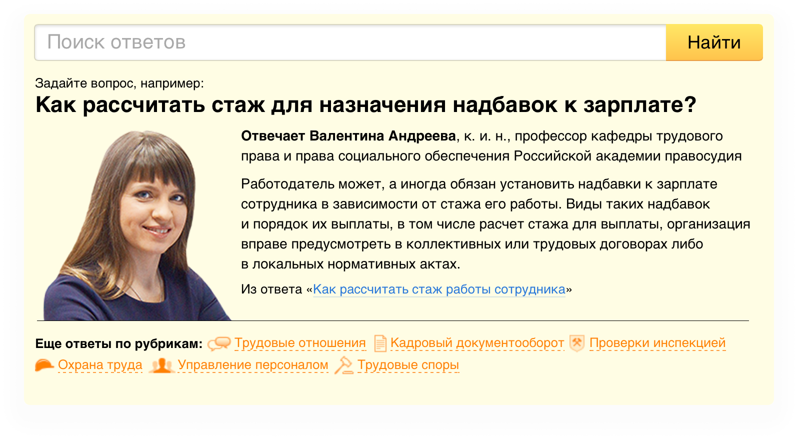 Поиск ответов
Найти
Задайте вопрос, например:
Как рассчитать стаж для назначения надбавок к зарплате?
Отвечает Валентина Андреева, к. и. н., профессор кафедры трудового
права и права социального обеспечения Российской академии правосудия
Работодатель может, а иногда обязан установить надбавки к зарплате
сотрудника в зависимости от стажа его работы. Виды таких надбавок
и порядок их выплаты, в том числе расчет стажа для выплаты, организация
вправе предусмотреть в коллективных или трудовых договорах либо
в локальных нормативных актах.
Из ответа «Как рассчитать стаж работы сотрудника»
Еще ответы по рубрикам: Трудовые отношения Кадровый документооборот Проверки инспекцией
Охрана труда Управление персоналом Трудовые споры